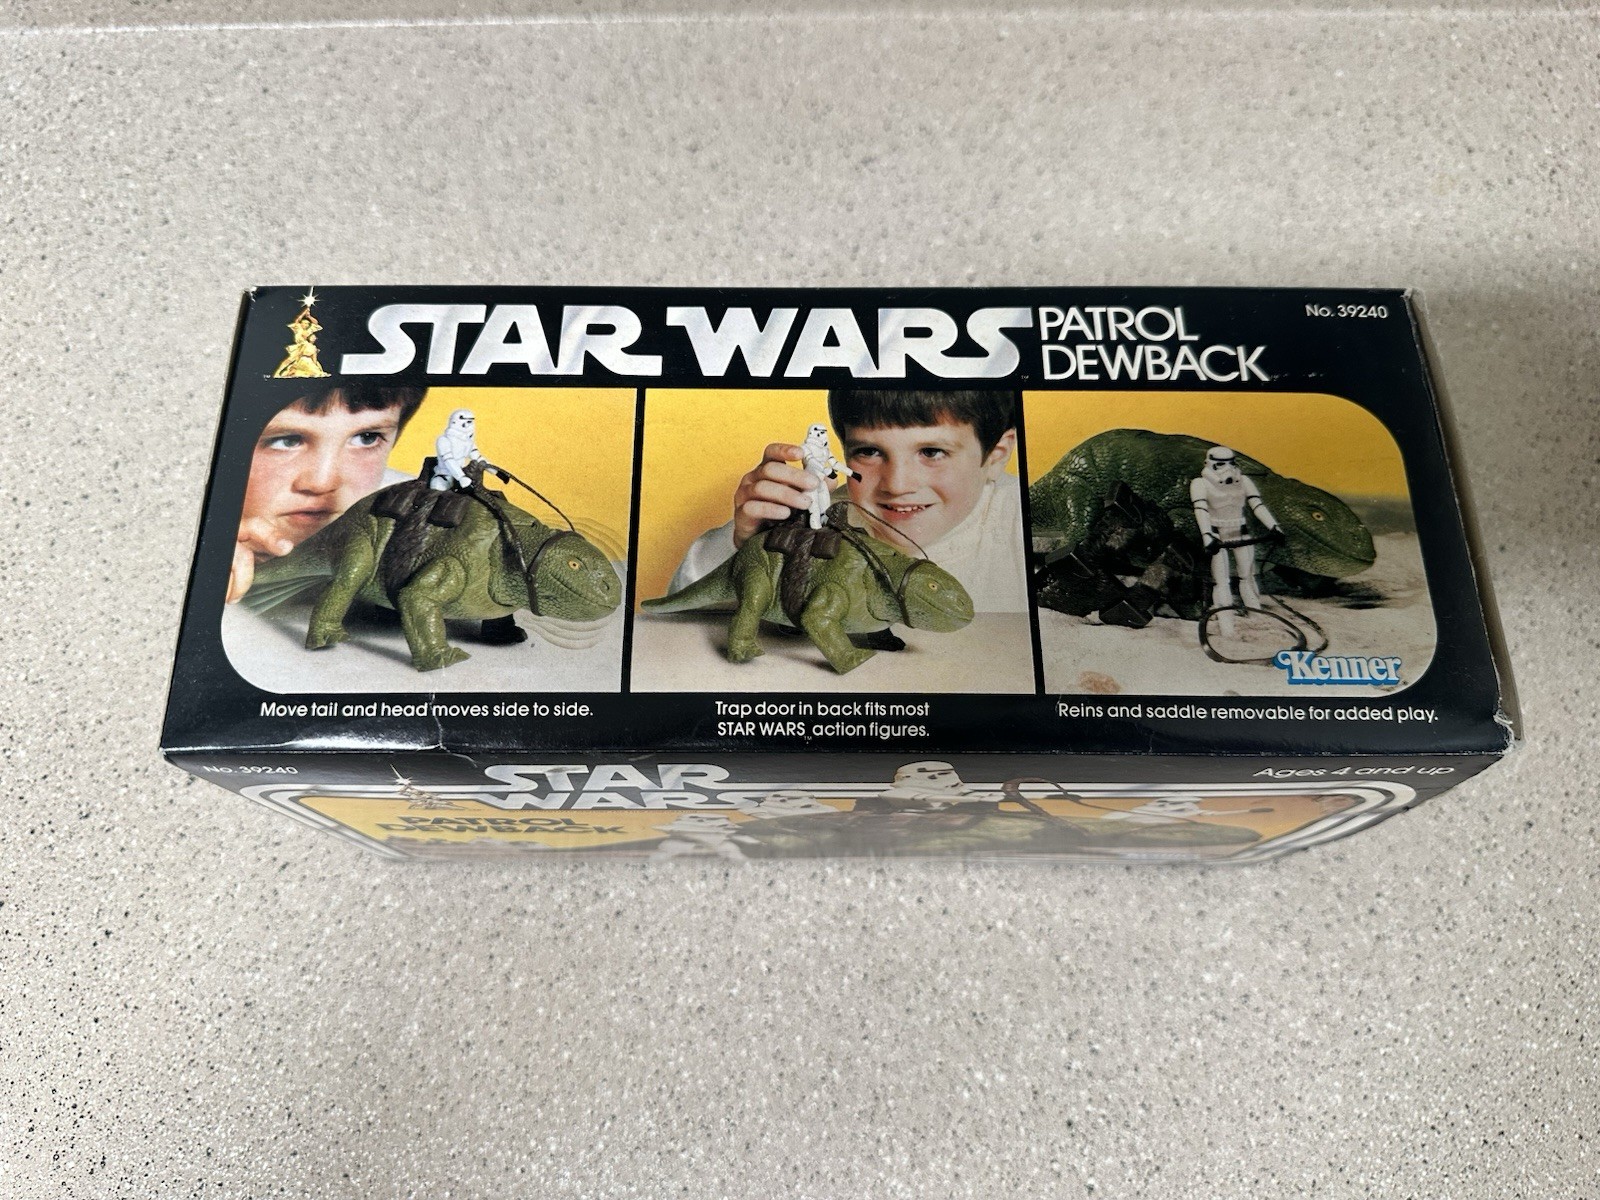 STAR WARS PATROL
DEWBACK
No. 39240
Kenner
Move tail and head moves side to side.
Trap door in back fits most
STAR WARS™ action figures.
Reins and saddle removable for added play.
No. 39240
STAR
WARS
Ages 4 and up
PATROL
DEWBACK